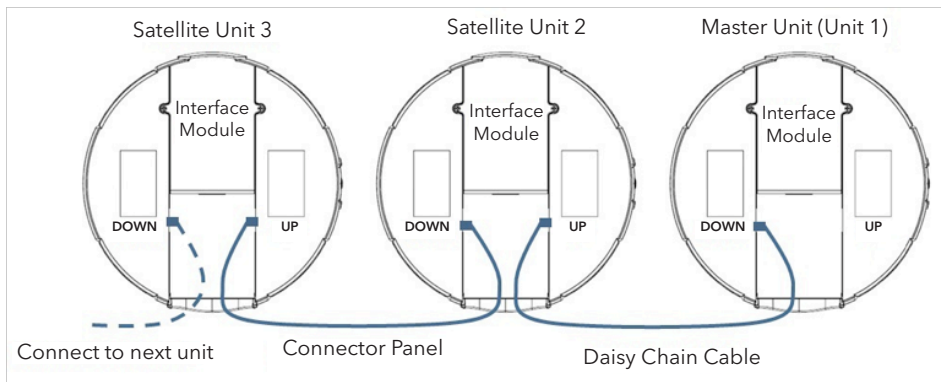 Satellite Unit 3
Satellite Unit 2
Master Unit (Unit 1)
Interface
Module
Interface
Module
Interface
Module
DOWN
UP
DOWN
UP
DOWN
UP
Connect to next unit
Connector Panel
Daisy Chain Cable